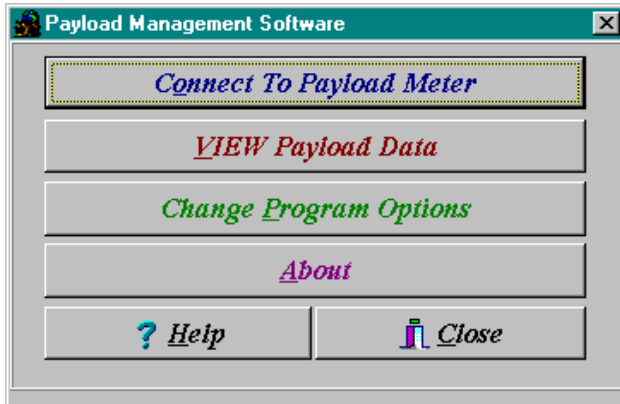 Payload Management Software
Connect To Payload Meter
VIEW Payload Data
Change Program Options
About
? Help
Close